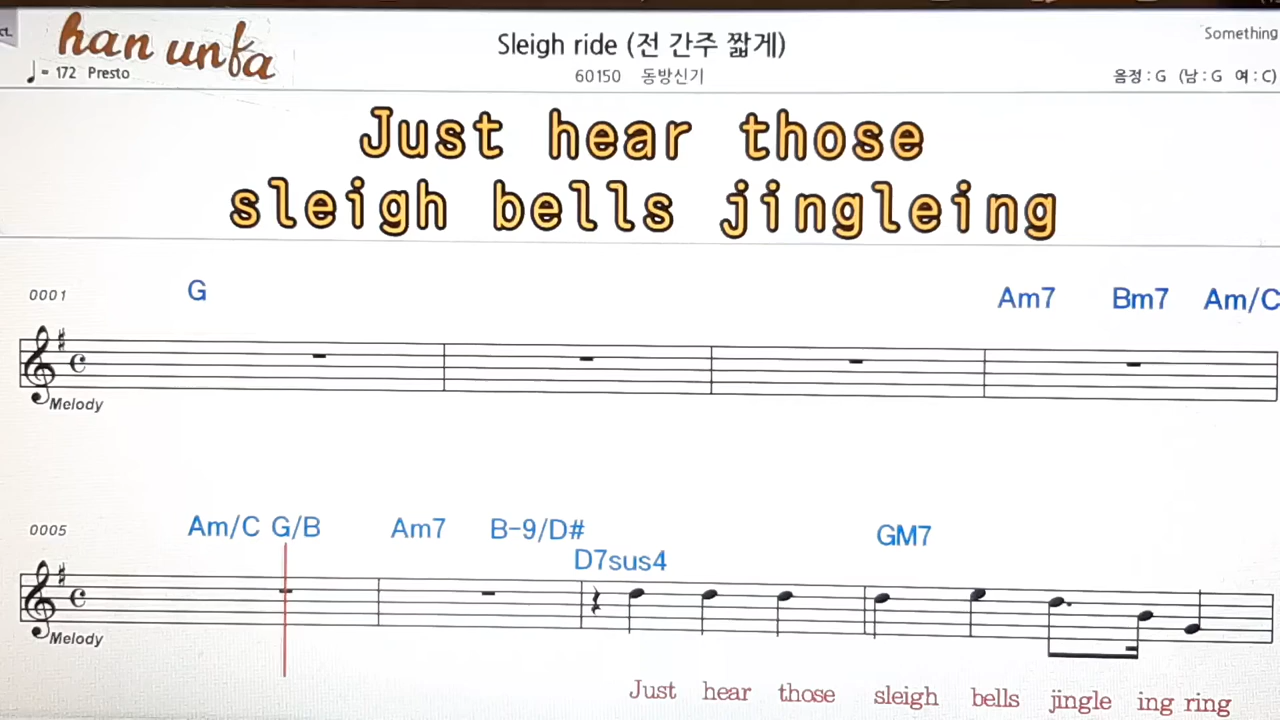 ct.
han unfa
♩ = 172 Presto
Sleigh ride (전 간주 짧게)
60150 동방신기
Something
음정 : G (남 : G 여 : C)
Just hear those
sleigh bells jingleing
0001
G
Am7 Bm7 Am/C
Melody
0005
Am/C G/B Am7 B-9/D# GM7
D7sus4
Melody
Just hear those sleigh bells jingle ing ring